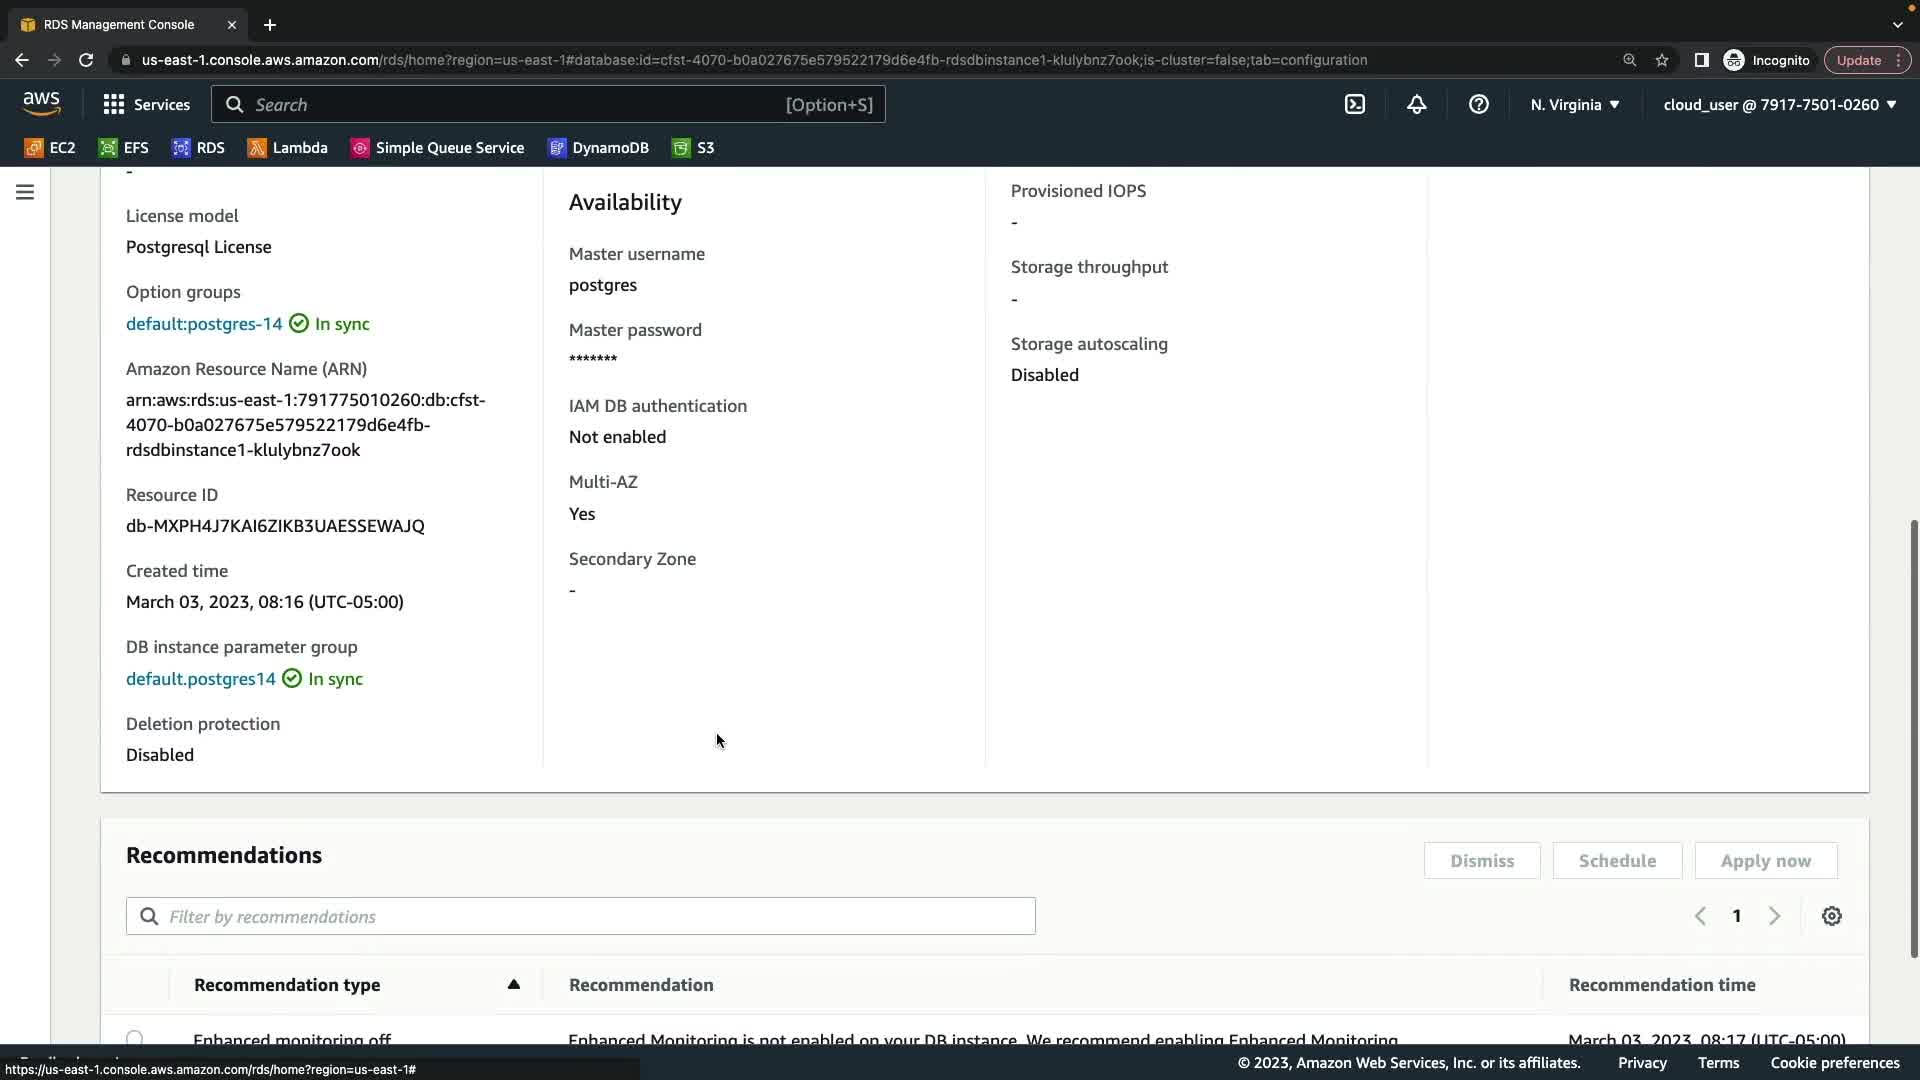 RDS Management Console
us-east-1.console.aws.amazon.com/rds/home?region=us-east-1#database:id=cfst-4070-b0a027675e579522179d6e4fb-rdsdbinstance1-klulybnz7ook;is-cluster=false;tab=configuration
Incognito
Update
aws
Services
Search
[Option+S]
N. Virginia
cloud_user @ 7917-7501-0260
EC2
EFS
RDS
Lambda
Simple Queue Service
DynamoDB
S3
-
License model
Postgresql License
Option groups
default:postgres-14 In sync
Amazon Resource Name (ARN)
arn:aws:rds:us-east-1:791775010260:db:cfst-
4070-b0a027675e579522179d6e4fb-
rdsdbinstance1-klulybnz7ook
Resource ID
db-MXPH4J7KAI6ZIKB3UAESSEWAJQ
Created time
March 03, 2023, 08:16 (UTC-05:00)
DB instance parameter group
default.postgres14 In sync
Deletion protection
Disabled
Availability
Master username
postgres
Master password
*******
IAM DB authentication
Not enabled
Multi-AZ
Yes
Secondary Zone
-
Provisioned IOPS
-
Storage throughput
-
Storage autoscaling
Disabled
Recommendations
Dismiss
Schedule
Apply now
Filter by recommendations
1
Recommendation type
Recommendation
Recommendation time
Enhanced monitoring off
Enhanced Monitoring is not enabled on your DB instance. We recommend enabling Enhanced Monitoring
March 03, 2023, 08:17 (UTC-05:00)
https://us-east-1.console.aws.amazon.com/rds/home?region=us-east-1#
© 2023, Amazon Web Services, Inc. or its affiliates.
Privacy
Terms
Cookie preferences